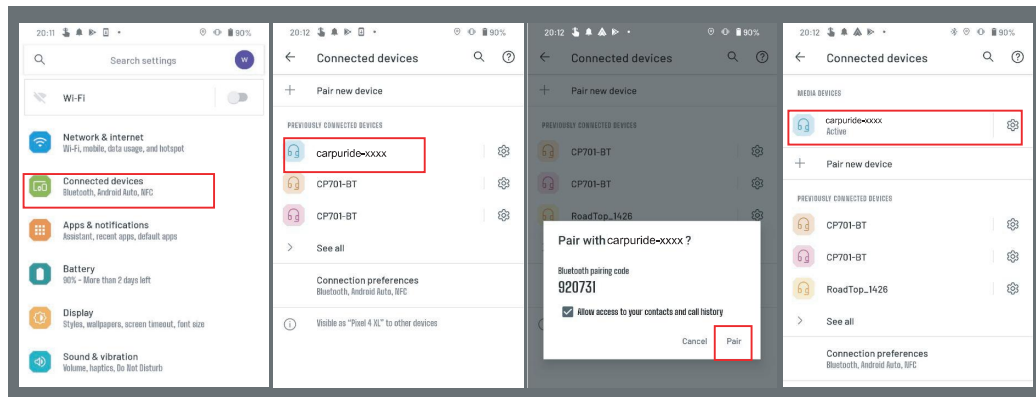 20:11
90%
Search settings
W
Wi-Fi
Network & internet
Wi-Fi, mobile, data usage, and hotspot
Connected devices
Bluetooth, Android Auto, NFC
Apps & notifications
Assistant, recent apps, default apps
Battery
90% - More than 2 days left
Display
Styles, wallpapers, screen timeout, font size
Sound & vibration
Volume, haptics, Do Not Disturb
20:12
90%
Connected devices
Pair new device
PREVIOUSLY CONNECTED DEVICES
carpuride-xxxx
CP701-BT
CP701-BT
See all
Connection preferences
Bluetooth, Android Auto, NFC
Visible as "Pixel 4 XL" to other devices
20:12
90%
Connected devices
Pair new device
PREVIOUSLY CONNECTED DEVICES
CP701-BT
CP701-BT
RoadTop_1426
Pair with carpuride-xxxx ?
Bluetooth pairing code
920731
Allow access to your contacts and call history
Cancel Pair
20:12
90%
Connected devices
MEDIA DEVICES
carpuride-xxxx
Active
Pair new device
PREVIOUSLY CONNECTED DEVICES
CP701-BT
CP701-BT
RoadTop_1426
See all
Connection preferences
Bluetooth, Android Auto, NFC